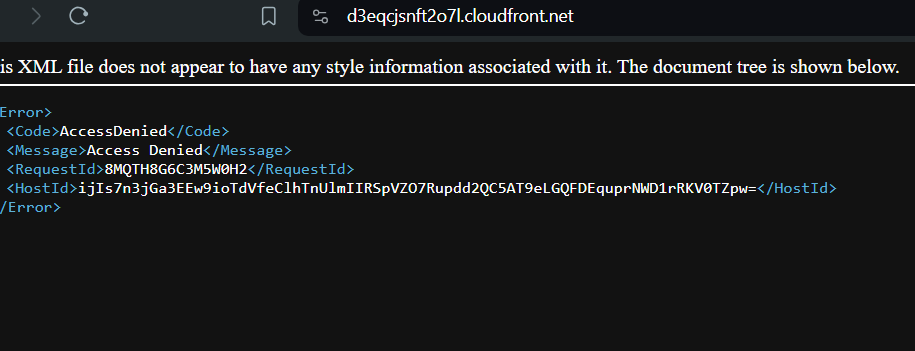 d3eqcjsnft2o7l.cloudfront.net
is XML file does not appear to have any style information associated with it. The document tree is shown below.
Error>
<Code>AccessDenied</Code>
<Message>Access Denied</Message>
<RequestId>8MQTH8G6C3M5W0H2</RequestId>
<HostId>ijIs7n3jGa3EEw9ioTdVfeClhTnUlmIIRSpVZO7Rupdd2QC5AT9eLGQFDEquprNWD1rRKV0TZpw=</HostId>
/Error>